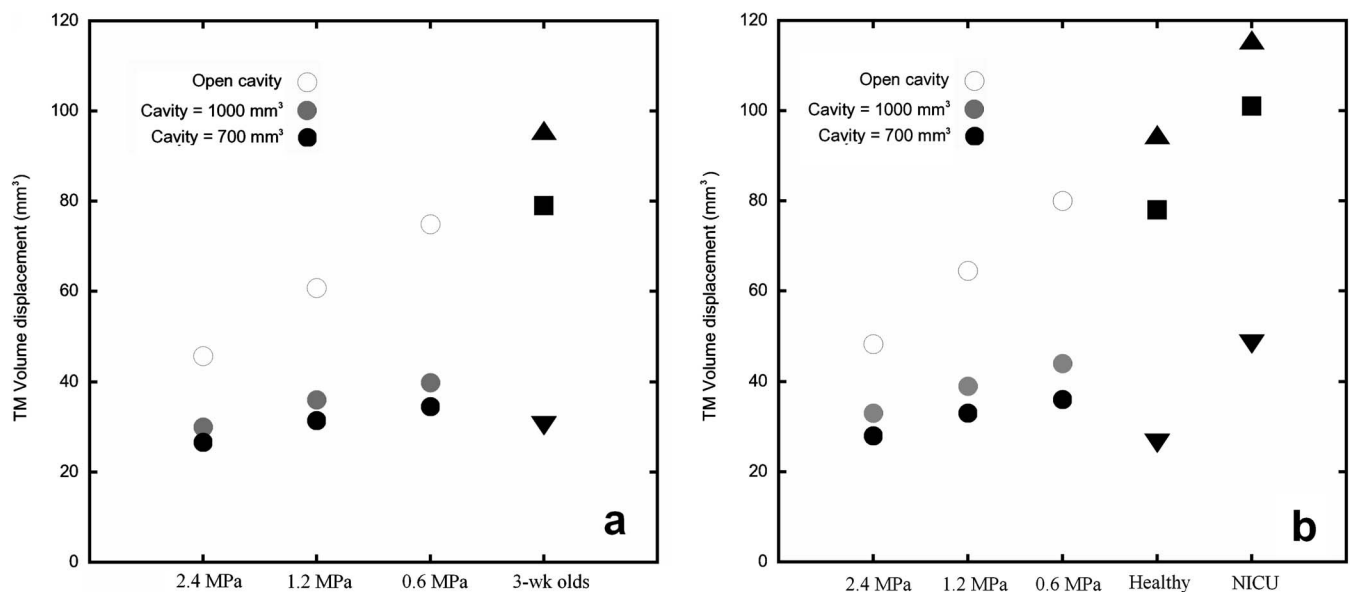 TM Volume displacement (mm³)
120
100
80
60
40
20
0
Open cavity
Cavity = 1000 mm³
Cavity = 700 mm³
a
2.4 MPa 1.2 MPa 0.6 MPa 3-wk olds
TM Volume displacement (mm³)
120
100
80
60
40
20
0
Open cavity
Cavity = 1000 mm³
Cavity = 700 mm³
b
2.4 MPa 1.2 MPa 0.6 MPa Healthy NICU